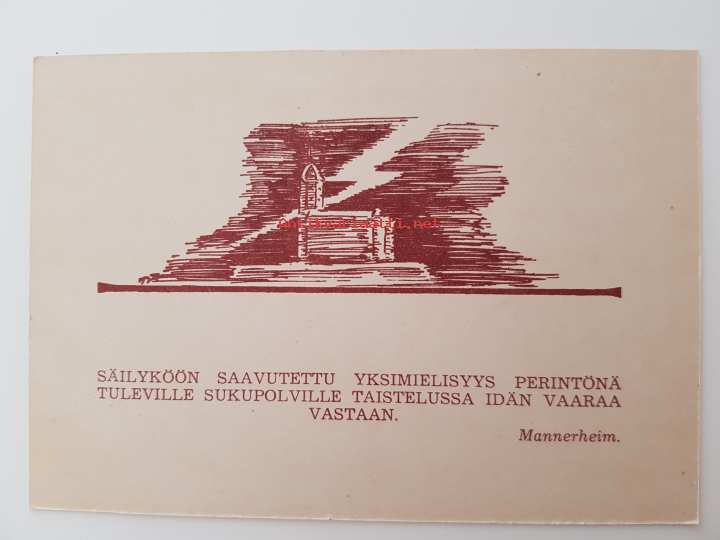 SÄILYKÖÖN SAAVUTETTU YKSIMIELISYYS PERINTÖNÄ
TULEVILLE SUKUPOLVILLE TAISTELUSSA IDÄN VAARAA
VASTAAN.
Mannerheim.